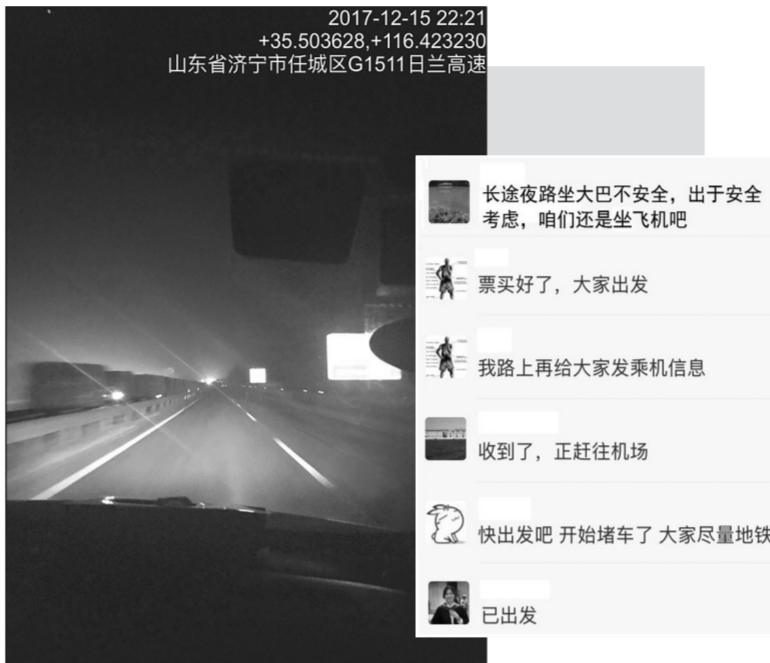 2017-12-15 22:21
+35.503628,+116.423230
山东省济宁市任城区G1511日兰高速
长途夜路坐大巴不安全，出于安全
考虑，咱们还是坐飞机吧
票买好了，大家出发
我路上再给大家发乘机信息
收到了，正赶往机场
快出发吧 开始堵车了 大家尽量地铁
已出发